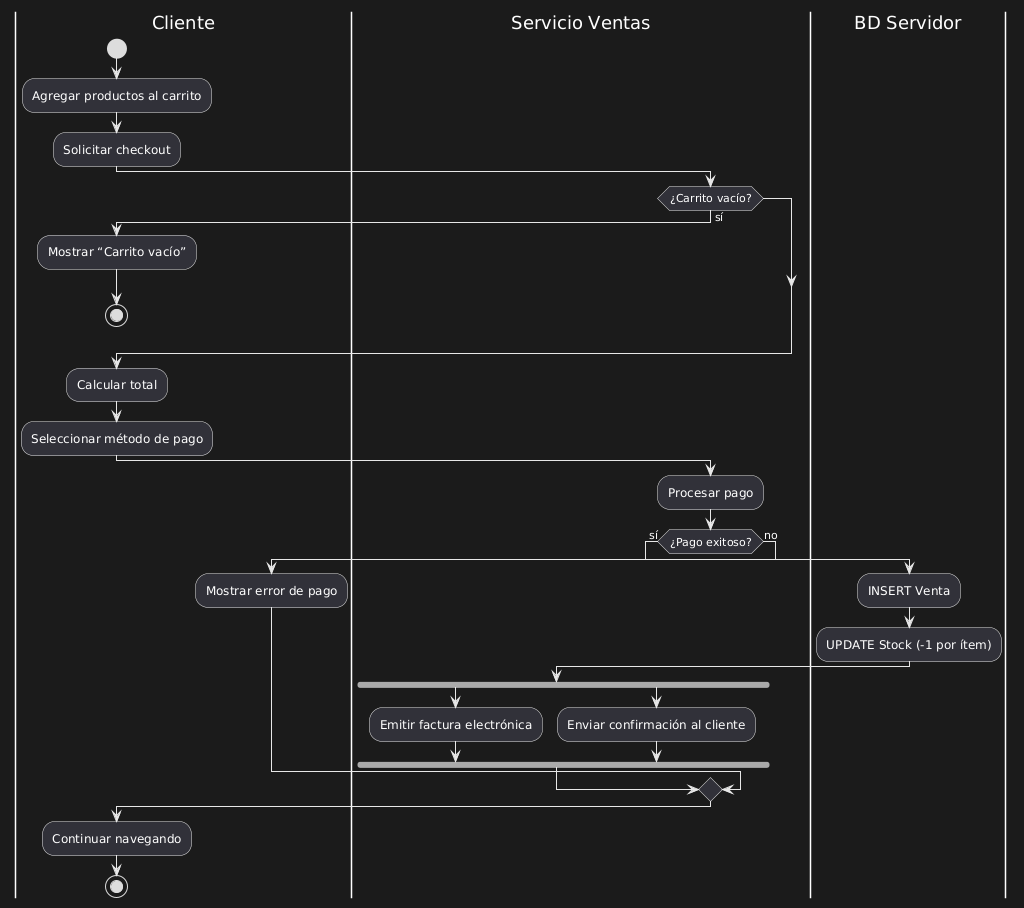 Cliente
Servicio Ventas
BD Servidor
Agregar productos al carrito
Solicitar checkout
¿Carrito vacío?
sí
Mostrar “Carrito vacío”
Calcular total
Seleccionar método de pago
Procesar pago
sí
¿Pago exitoso?
no
Mostrar error de pago
INSERT Venta
UPDATE Stock (-1 por ítem)
Emitir factura electrónica
Enviar confirmación al cliente
Continuar navegando